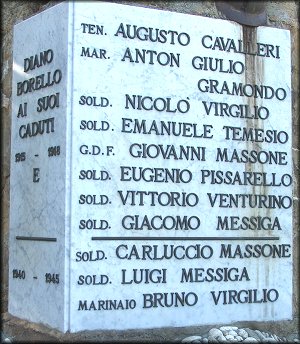 DIANO
BORELLO
AI SUOI
CADUTI
1915 - 1918
E
1940 - 1945
TEN. AUGUSTO CAVALLERI
MAR. ANTON GIULIO
GRAMONDO
SOLD. NICOLO VIRGILIO
SOLD. EMANUELE TEMESIO
G.D.F. GIOVANNI MASSONE
SOLD. EUGENIO PISSARELLO
SOLD. VITTORIO VENTURINO
SOLD. GIACOMO MESSIGA
SOLD. CARLUCCIO MASSONE
SOLD. LUIGI MESSIGA
MARINAIO BRUNO VIRGILIO